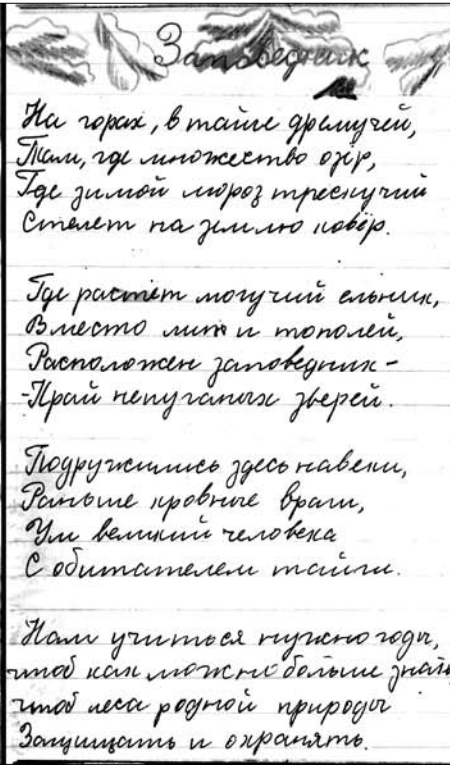 Заповедник
На горах, в тайге дремучей,
Там, где множество озёр,
Где зимой мороз трескучий
Стелет на землю ковёр.
Где растёт могучий ельник,
Вместо лип и тополей,
Расположен заповедник-
-Край непуганых зверей.
Подружились здесь навеки,
Раньше кровные враги,
Ум великий человека
С обитателем тайги.
Нам учиться нужно годы,
чтоб как можно больше знать,
чтоб леса родной природы
Защищать и охранять.